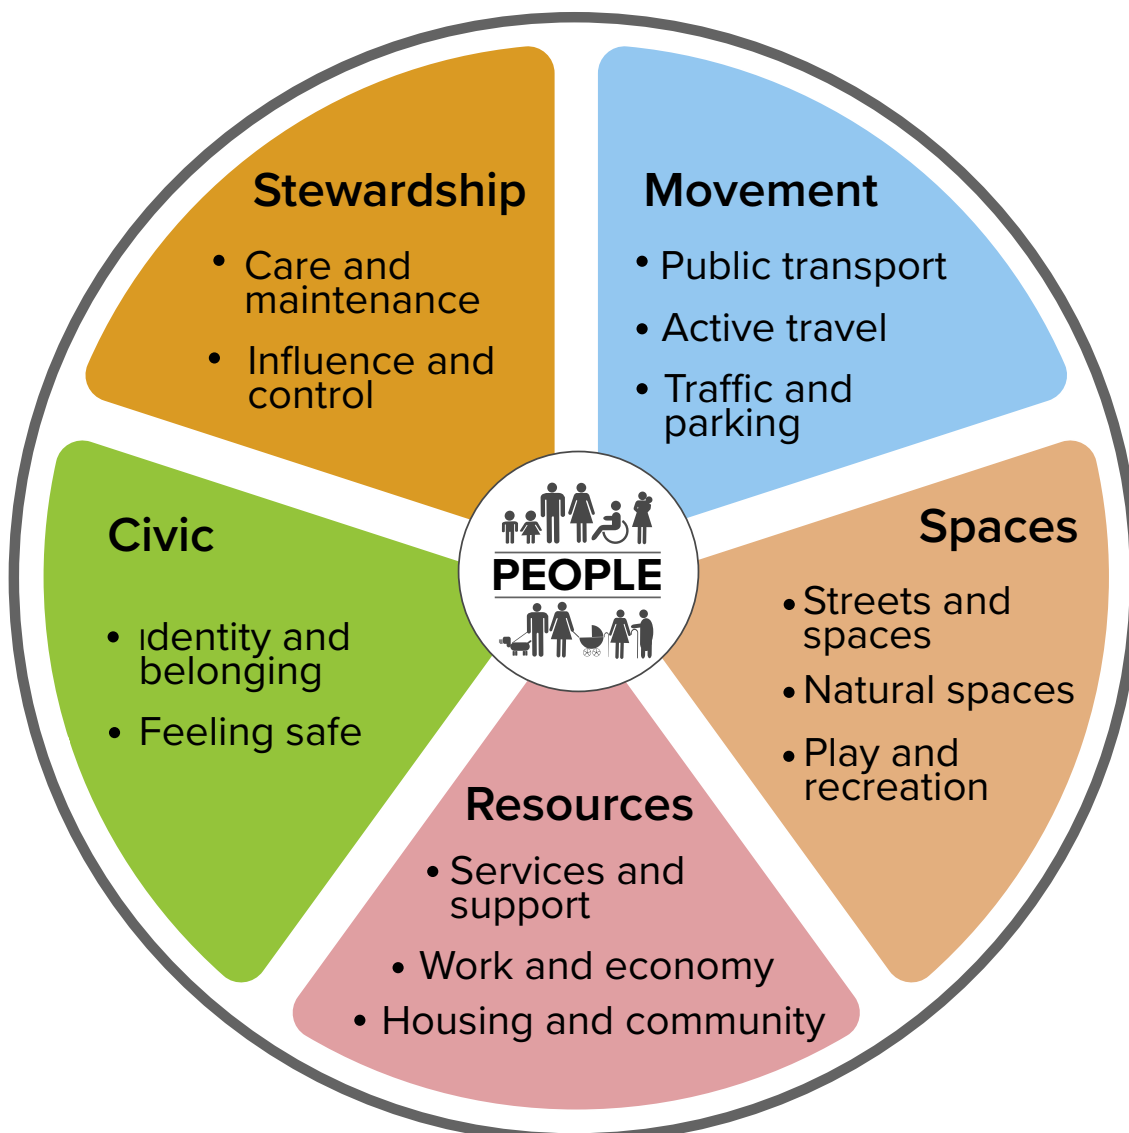 Stewardship
• Care and
maintenance
• Influence and
control
Movement
• Public transport
• Active travel
• Traffic and
parking
Civic
• Identity and
belonging
• Feeling safe
PEOPLE
Spaces
• Streets and
spaces
• Natural spaces
• Play and
recreation
Resources
• Services and
support
• Work and economy
• Housing and community